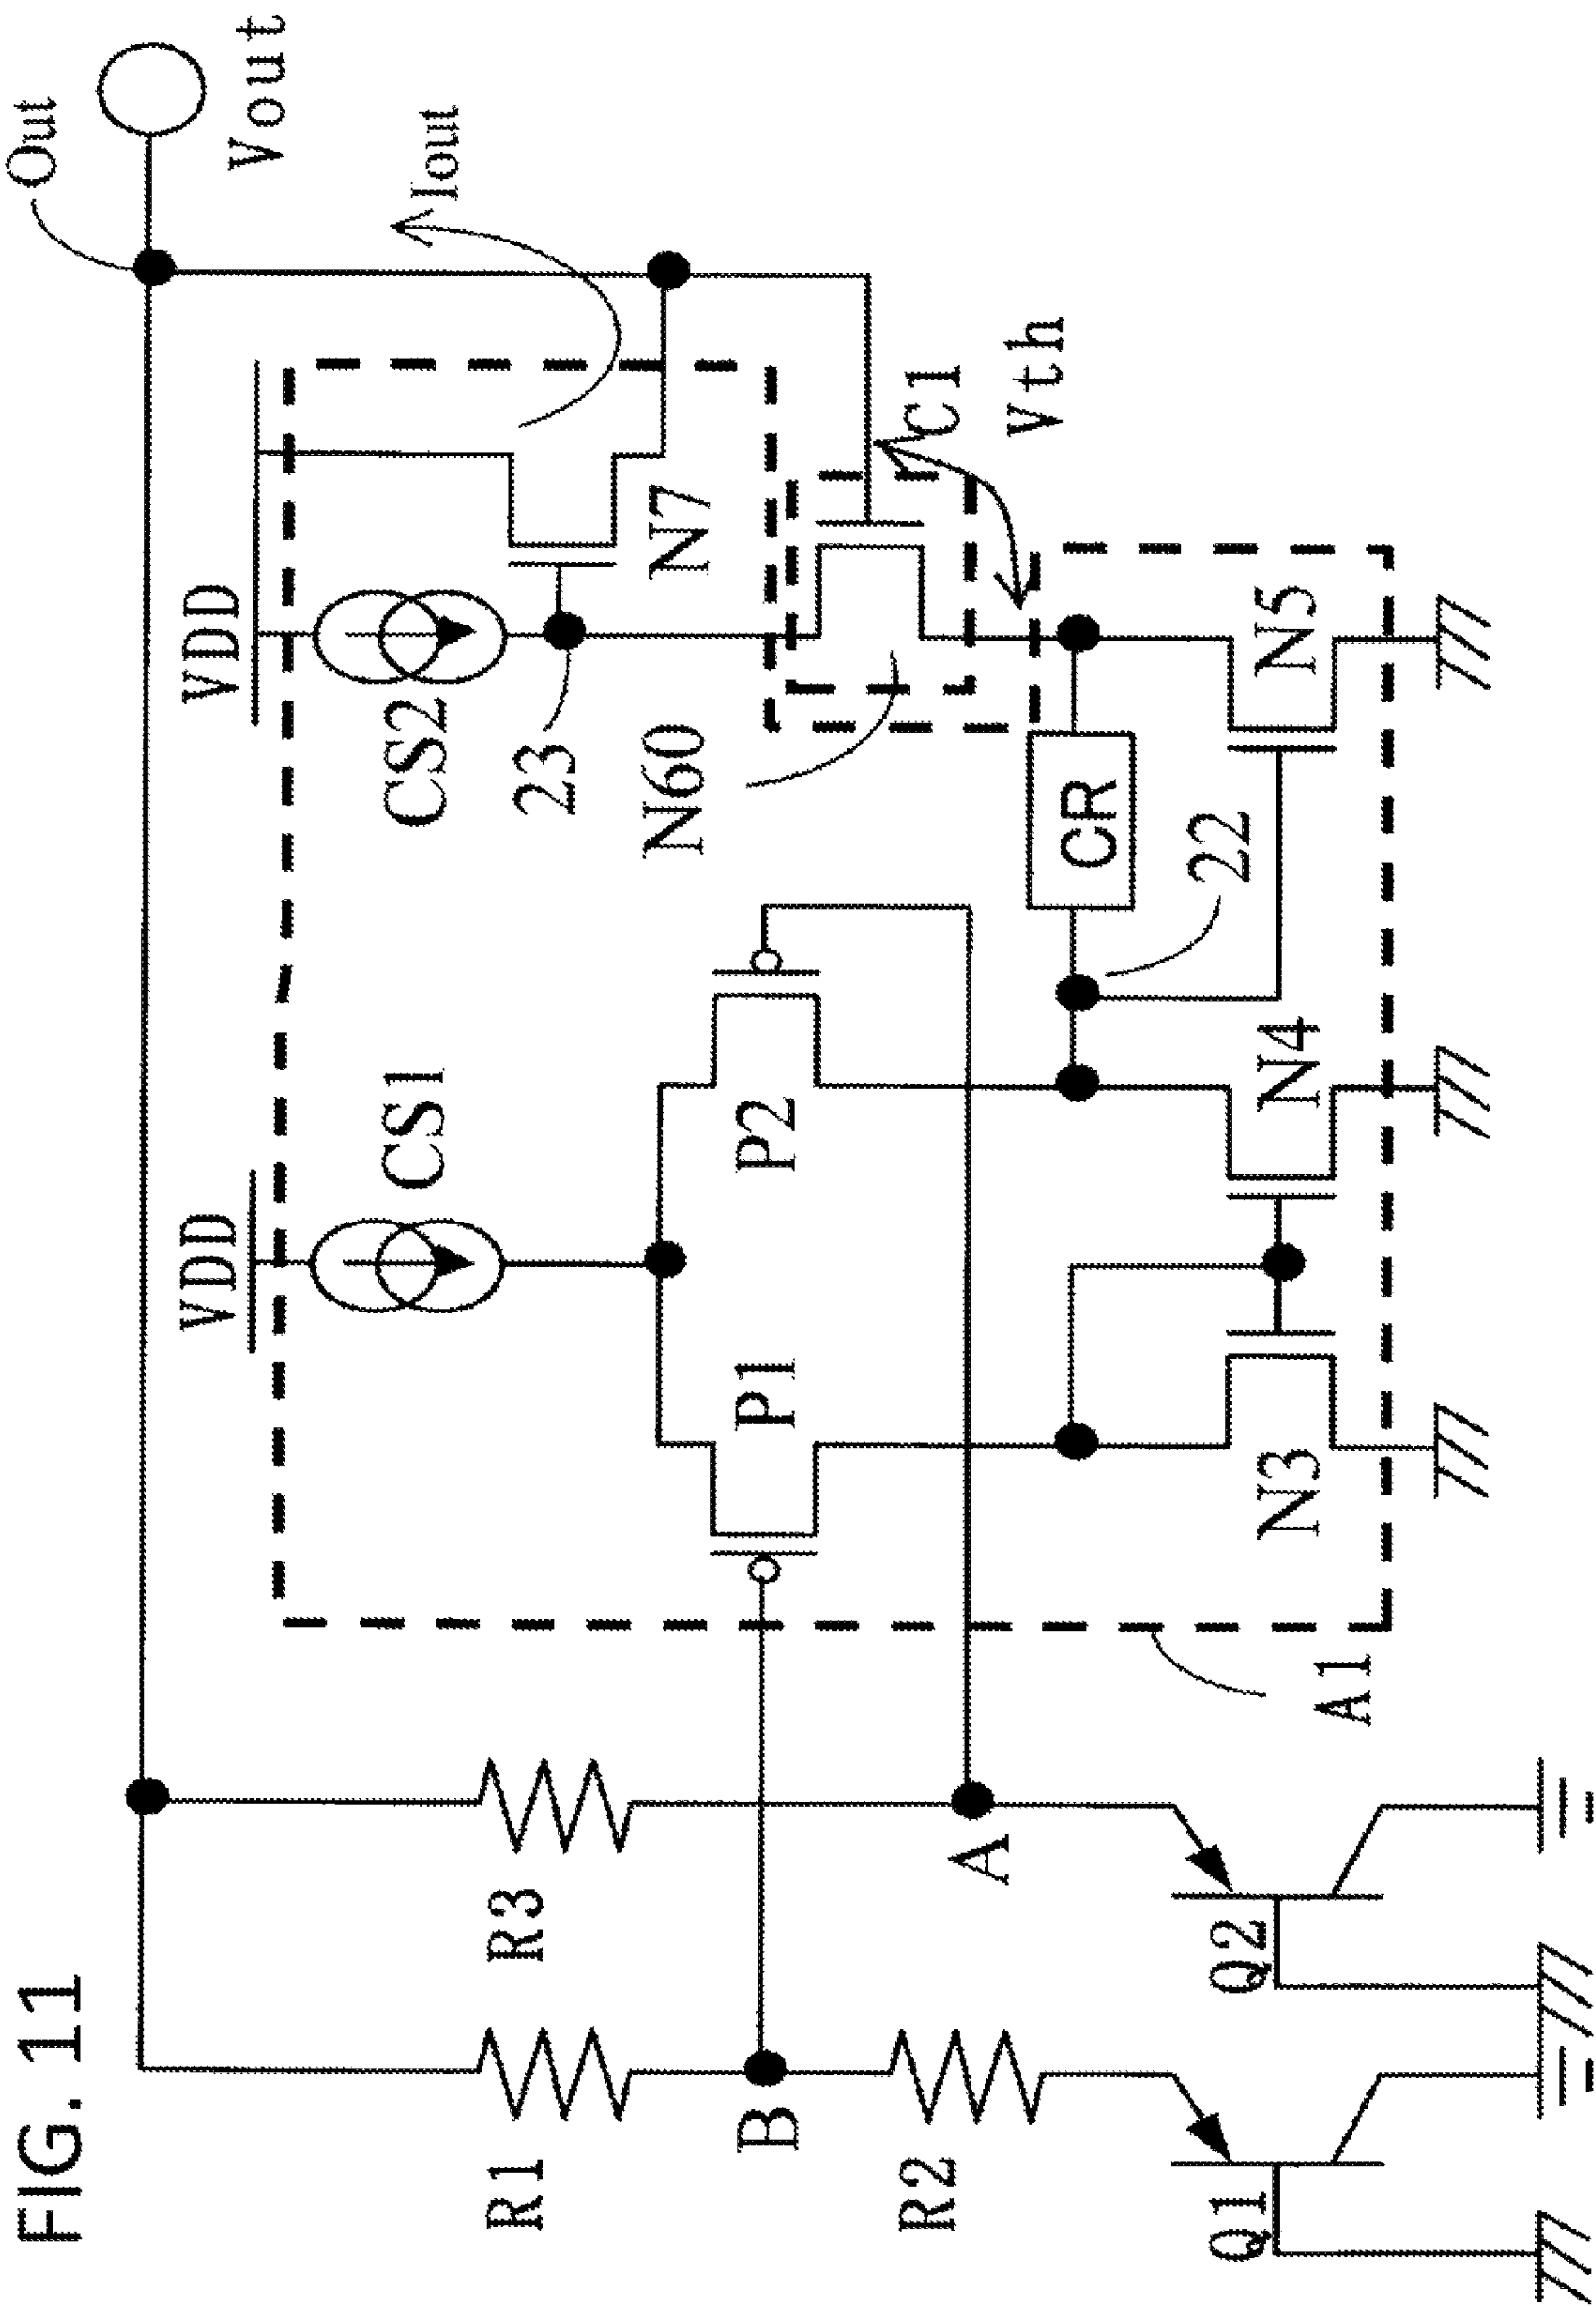 FIG. 11
Out
Vout
VDD
VDD
Iout
CS1
CS2
R1
R3
23
N7
N60
B
P1
P2
C1
Vth
R2
A
CR
22
Q1
Q2
N3
N4
N5
A1